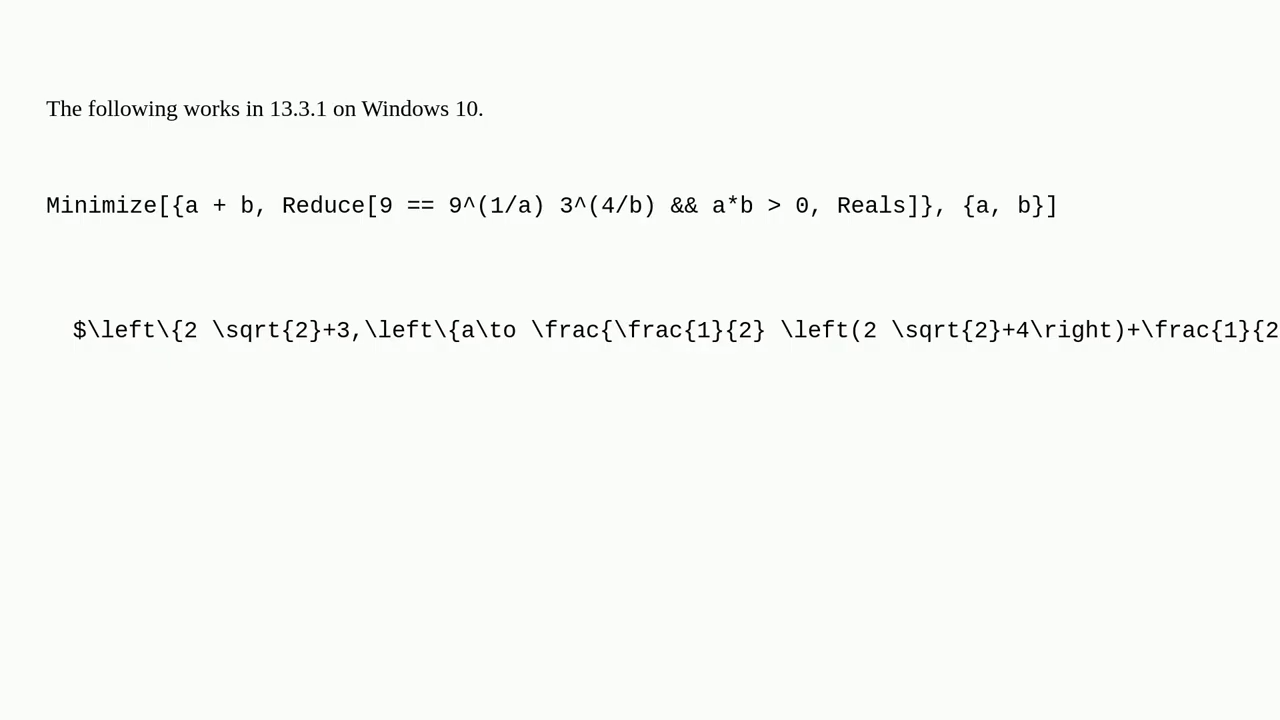 The following works in 13.3.1 on Windows 10.
Minimize[{a + b, Reduce[9 == 9^(1/a) 3^(4/b) && a*b > 0, Reals]}, {a, b}]
$\left\{2 \sqrt{2}+3,\left\{a\to \frac{\frac{1}{2} \left(2 \sqrt{2}+4\right)+\frac{1}{2